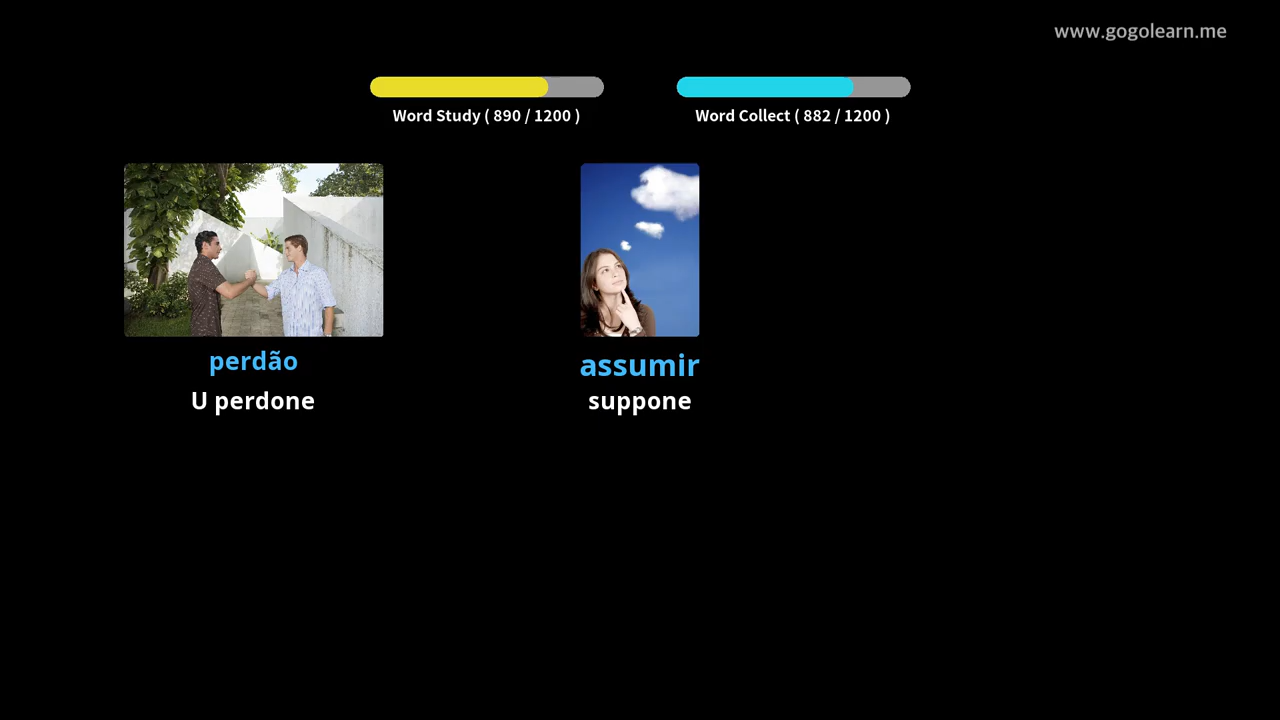 www.gogolearn.me
Word Study ( 890 / 1200 )
Word Collect ( 882 / 1200 )
perdão
U perdone
assumir
suppone